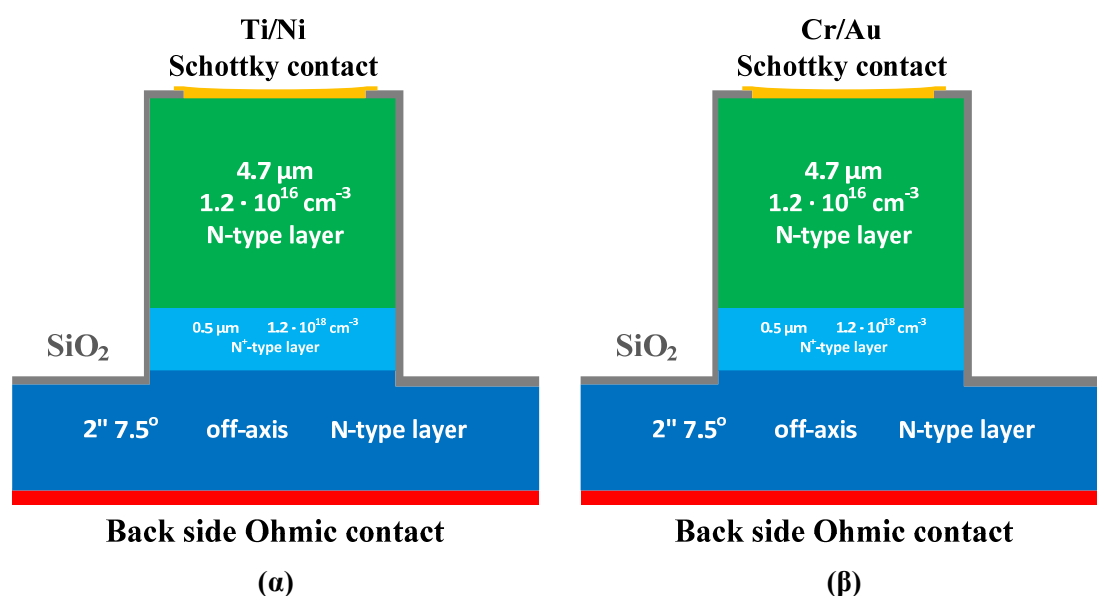 Ti/Ni
Schottky contact
4.7 µm
1.2 · 10¹⁶ cm⁻³
N-type layer
0.5 µm 1.2 · 10¹⁸ cm⁻³
N⁺-type layer
SiO₂
2" 7.5° off-axis N-type layer
Back side Ohmic contact
(α)
Cr/Au
Schottky contact
4.7 µm
1.2 · 10¹⁶ cm⁻³
N-type layer
0.5 µm 1.2 · 10¹⁸ cm⁻³
N⁺-type layer
SiO₂
2" 7.5° off-axis N-type layer
Back side Ohmic contact
(β)